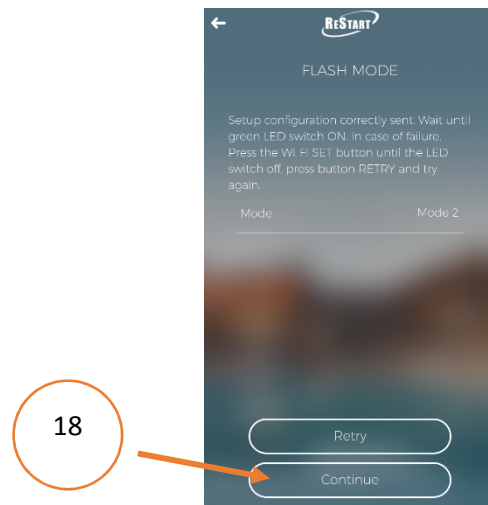 ReStart
FLASH MODE
Setup configuration correctly sent. Wait until
green LED switch ON. In case of failure,
Press the WI FI SET button until the LED
switch off, press button RETRY and try
again.
Mode Mode 2
Retry
18
Continue